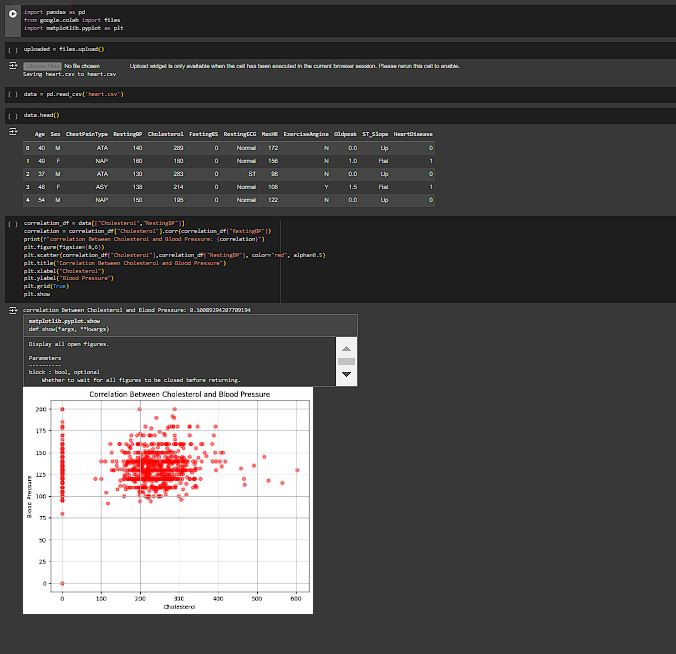 import pandas as pd
from google.colab import files
import matplotlib.pyplot as plt
[ ] uploaded = files.upload()
Choose Files No file chosen Upload widget is only available when the cell has been executed in the current browser session. Please rerun this cell to enable.
Saving heart.csv to heart.csv
[ ] data = pd.read_csv('heart.csv')
[ ] data.head()
Age Sex ChestPainType RestingBP Cholesterol FastingBS RestingECG MaxHR ExerciseAngina Oldpeak ST_Slope HeartDisease
0 40 M ATA 140 289 0 Normal 172 N 0.0 Up 0
1 49 F NAP 160 180 0 Normal 156 N 1.0 Flat 1
2 37 M ATA 130 283 0 ST 98 N 0.0 Up 0
3 48 F ASY 138 214 0 Normal 108 Y 1.5 Flat 1
4 54 M NAP 150 195 0 Normal 122 N 0.0 Up 0
[ ] correlation_df = data[["Cholesterol","RestingBP"]]
correlation = correlation_df["Cholesterol"].corr(correlation_df["RestingBP"])
print(f"correlation Between Cholesterol and Blood Pressure: {correlation}")
plt.figure(figsize=(8,6))
plt.scatter(correlation_df["Cholesterol"],correlation_df["RestingBP"], color="red", alpha=0.5)
plt.title("Correlation Between Cholesterol and Blood Pressure")
plt.xlabel("Cholesterol")
plt.ylabel("Blood Pressure")
plt.grid(True)
plt.show
correlation Between Cholesterol and Blood Pressure: 0.10089294207709194
matplotlib.pyplot.show
def show(*args, **kwargs)
Display all open figures.
Parameters
----------
block : bool, optional
Whether to wait for all figures to be closed before returning.
Correlation Between Cholesterol and Blood Pressure
200
175
150
125
100
75
50
25
0
Blood Pressure
0 100 200 300 400 500 600
Cholesterol